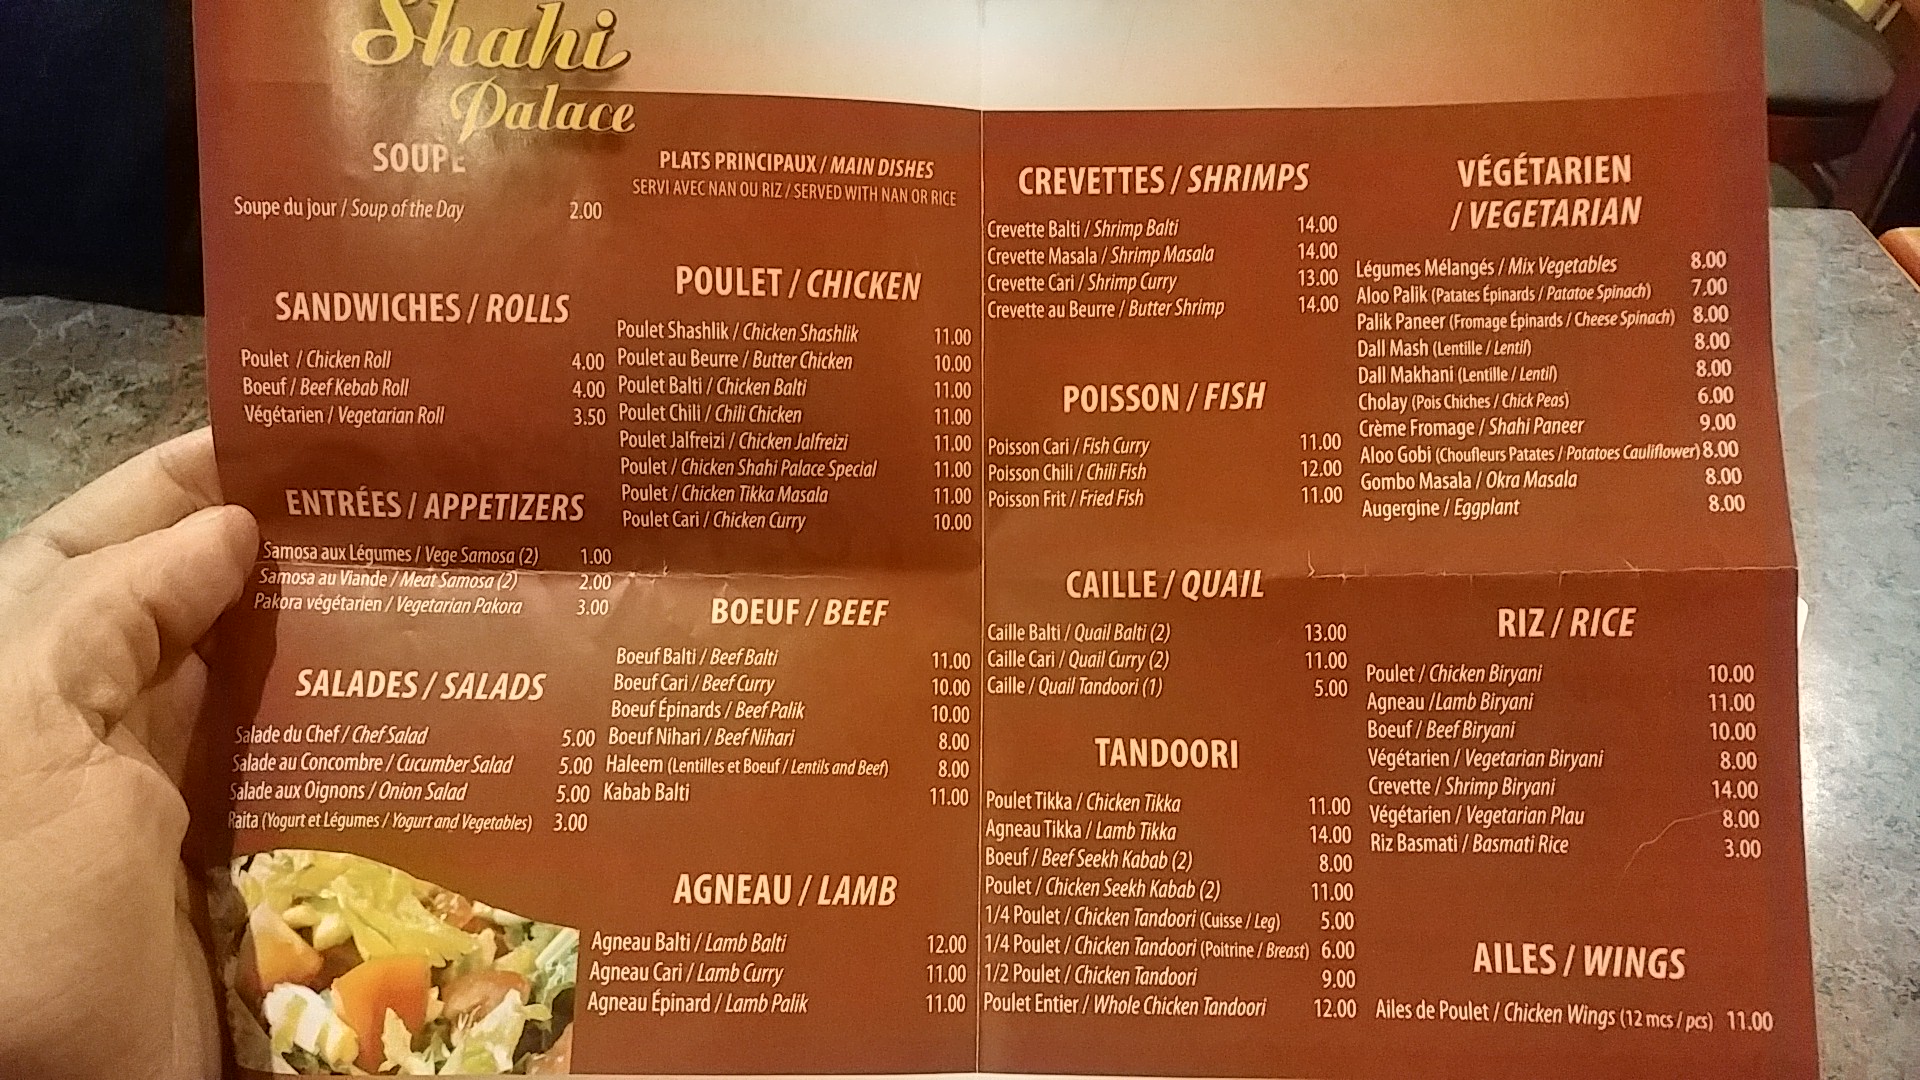 Shahi
Palace
SOUPE
Soupe du jour / Soup of the Day 2.00
SANDWICHES / ROLLS
Poulet / Chicken Roll 4.00
Boeuf / Beef Kebab Roll 4.00
Végétarien / Vegetarian Roll 3.50
ENTRÉES / APPETIZERS
Samosa aux Légumes / Vege Samosa (2) 1.00
Samosa au Viande / Meat Samosa (2) 2.00
Pakora végétarien / Vegetarian Pakora 3.00
SALADES / SALADS
Salade du Chef / Chef Salad 5.00
Salade au Concombre / Cucumber Salad 5.00
Salade aux Oignons / Onion Salad 5.00
Raita (Yogurt et Légumes / Yogurt and Vegetables) 3.00
PLATS PRINCIPAUX / MAIN DISHES
SERVI AVEC NAN OU RIZ / SERVED WITH NAN OR RICE
POULET / CHICKEN
Poulet Shashlik / Chicken Shashlik 11.00
Poulet au Beurre / Butter Chicken 10.00
Poulet Balti / Chicken Balti 11.00
Poulet Chili / Chili Chicken 11.00
Poulet Jalfreizi / Chicken Jalfreizi 11.00
Poulet / Chicken Shahi Palace Special 11.00
Poulet / Chicken Tikka Masala 11.00
Poulet Cari / Chicken Curry 10.00
BOEUF / BEEF
Boeuf Balti / Beef Balti 11.00
Boeuf Cari / Beef Curry 10.00
Boeuf Épinards / Beef Palik 10.00
Boeuf Nihari / Beef Nihari 8.00
Haleem (Lentilles et Boeuf / Lentils and Beef) 8.00
Kabab Balti 11.00
AGNEAU / LAMB
Agneau Balti / Lamb Balti 12.00
Agneau Cari / Lamb Curry 11.00
Agneau Épinard / Lamb Palik 11.00
CREVETTES / SHRIMPS
Crevette Balti / Shrimp Balti 14.00
Crevette Masala / Shrimp Masala 14.00
Crevette Cari / Shrimp Curry 13.00
Crevette au Beurre / Butter Shrimp 14.00
POISSON / FISH
Poisson Cari / Fish Curry 11.00
Poisson Chili / Chili Fish 12.00
Poisson Frit / Fried Fish 11.00
CAILLE / QUAIL
Caille Balti / Quail Balti (2) 13.00
Caille Cari / Quail Curry (2) 11.00
Caille / Quail Tandoori (1) 5.00
TANDOORI
Poulet Tikka / Chicken Tikka 11.00
Agneau Tikka / Lamb Tikka 14.00
Boeuf / Beef Seekh Kabab (2) 8.00
Poulet / Chicken Seekh Kabab (2) 11.00
1/4 Poulet / Chicken Tandoori (Cuisse / Leg) 5.00
1/4 Poulet / Chicken Tandoori (Poitrine / Breast) 6.00
1/2 Poulet / Chicken Tandoori 9.00
Poulet Entier / Whole Chicken Tandoori 12.00
VÉGÉTARIEN
/ VEGETARIAN
Légumes Mélangés / Mix Vegetables 8.00
Aloo Palik (Patates Épinards / Patatoe Spinach) 7.00
Palik Paneer (Fromage Épinards / Cheese Spinach) 8.00
Dall Mash (Lentille / Lentil) 8.00
Dall Makhani (Lentille / Lentil) 8.00
Cholay (Pois Chiches / Chick Peas) 6.00
Crème Fromage / Shahi Paneer 9.00
Aloo Gobi (Choufleurs Patates / Potatoes Cauliflower) 8.00
Gombo Masala / Okra Masala 8.00
Augergine / Eggplant 8.00
RIZ / RICE
Poulet / Chicken Biryani 10.00
Agneau /Lamb Biryani 11.00
Boeuf / Beef Biryani 10.00
Végétarien / Vegetarian Biryani 8.00
Crevette / Shrimp Biryani 14.00
Végétarien / Vegetarian Plau 8.00
Riz Basmati / Basmati Rice 3.00
AILES / WINGS
Ailes de Poulet / Chicken Wings (12 mcs / pcs) 11.00